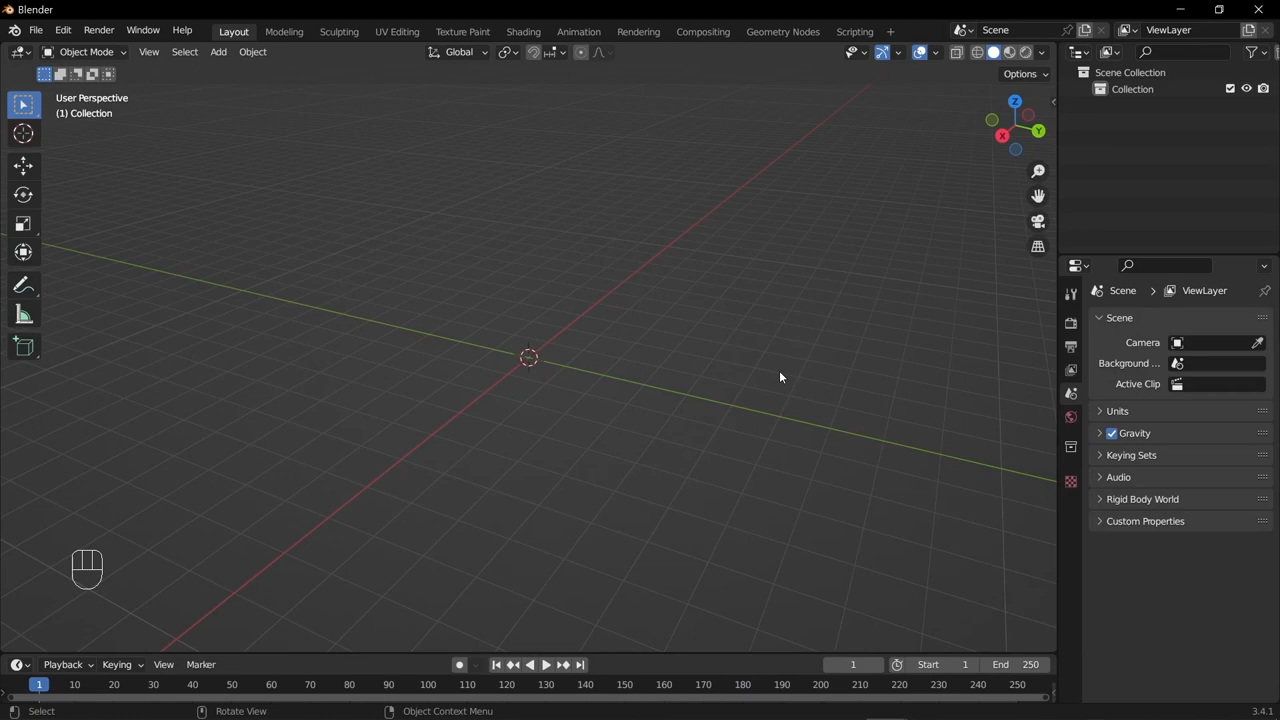 Blender
File Edit Render Window Help Layout Modeling Sculpting UV Editing Texture Paint Shading Animation Rendering Compositing Geometry Nodes Scripting + Scene ViewLayer
Object Mode View Select Add Object Global
Options
User Perspective
(1) Collection
Z
Y
X
Scene Collection
Collection
Scene > ViewLayer
Scene
Camera
Background ...
Active Clip
Units
Gravity
Keying Sets
Audio
Rigid Body World
Custom Properties
Playback Keying View Marker 1 Start 1 End 250
1 10 20 30 40 50 60 70 80 90 100 110 120 130 140 150 160 170 180 190 200 210 220 230 240 250
Select Rotate View Object Context Menu 3.4.1